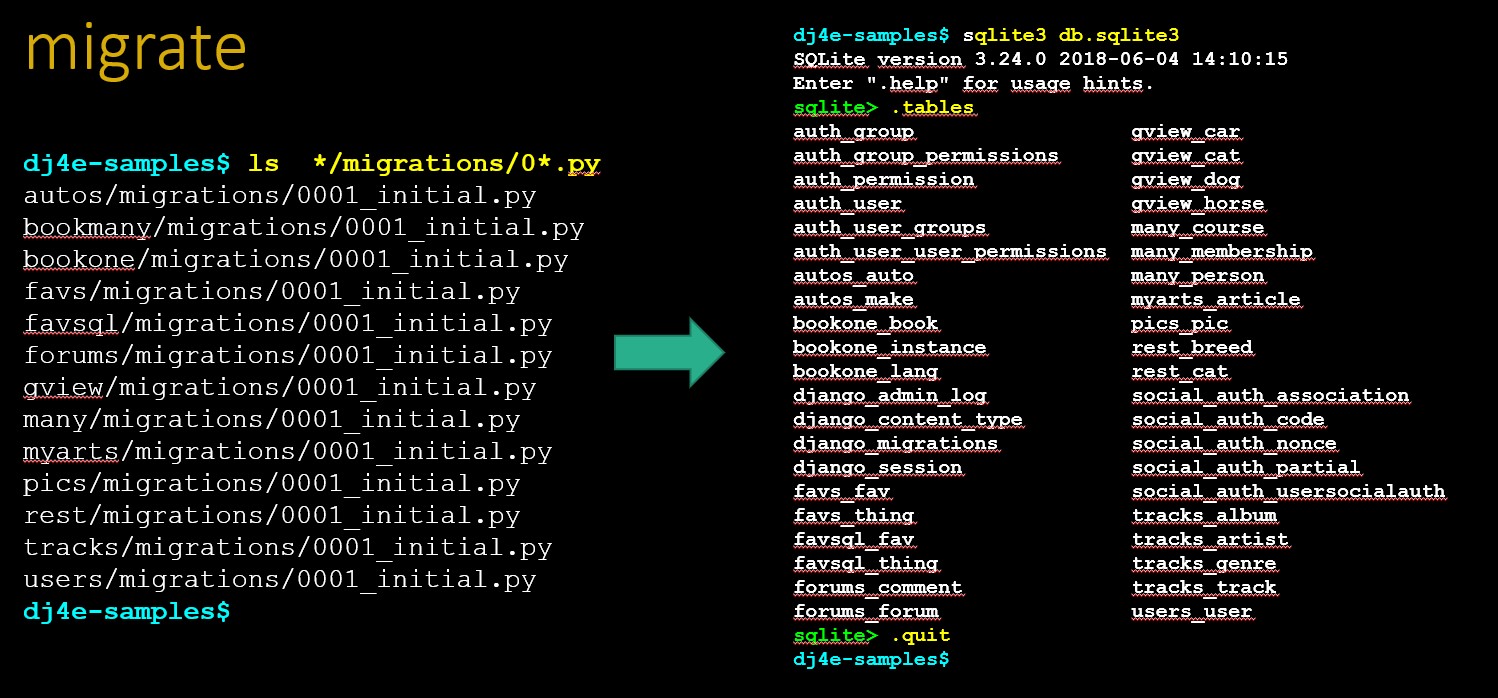 migrate
dj4e-samples$ ls  */migrations/0*.py
autos/migrations/0001_initial.py
bookmany/migrations/0001_initial.py
bookone/migrations/0001_initial.py
favs/migrations/0001_initial.py
favsql/migrations/0001_initial.py
forums/migrations/0001_initial.py
gview/migrations/0001_initial.py
many/migrations/0001_initial.py
myarts/migrations/0001_initial.py
pics/migrations/0001_initial.py
rest/migrations/0001_initial.py
tracks/migrations/0001_initial.py
users/migrations/0001_initial.py
dj4e-samples$
dj4e-samples$ sqlite3 db.sqlite3
SQLite version 3.24.0 2018-06-04 14:10:15
Enter ".help" for usage hints.
sqlite> .tables
auth_group gview_car
auth_group_permissions gview_cat
auth_permission gview_dog
auth_user gview_horse
auth_user_groups many_course
auth_user_user_permissions many_membership
autos_auto many_person
autos_make myarts_article
bookone_book pics_pic
bookone_instance rest_breed
bookone_lang rest_cat
django_admin_log social_auth_association
django_content_type social_auth_code
django_migrations social_auth_nonce
django_session social_auth_partial
favs_fav social_auth_usersocialauth
favs_thing tracks_album
favsql_fav tracks_artist
favsql_thing tracks_genre
forums_comment tracks_track
forums_forum users_user
sqlite> .quit
dj4e-samples$